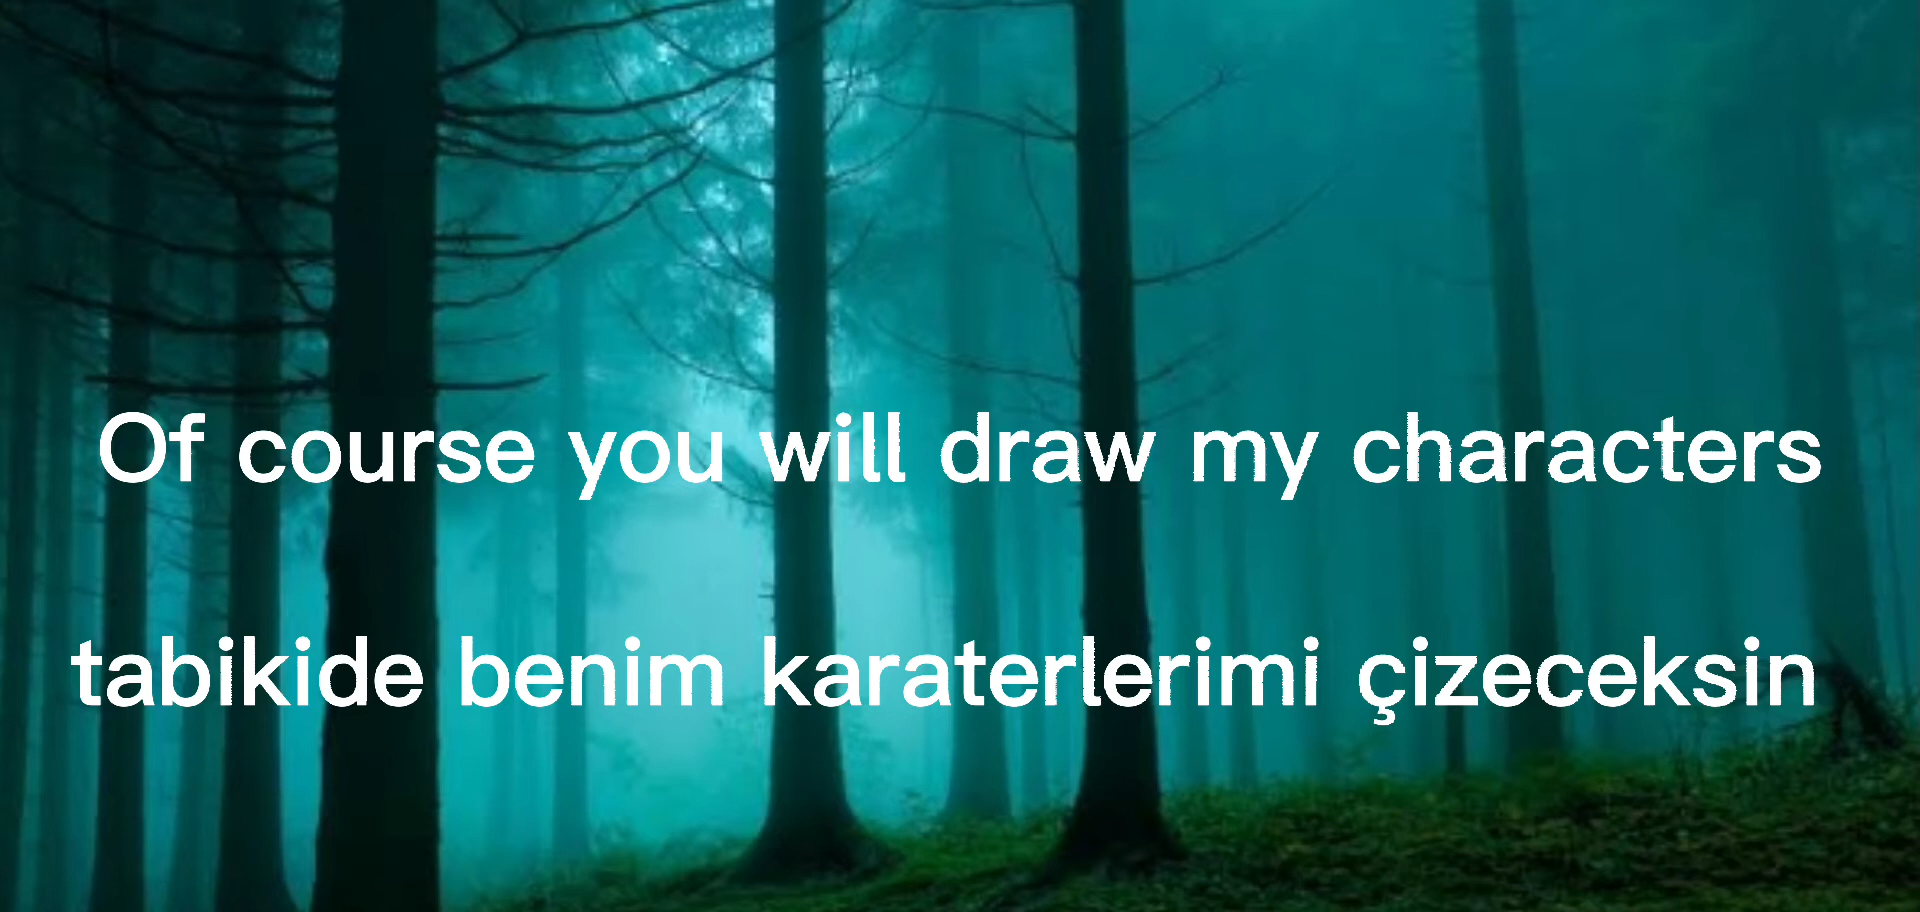 Of course you will draw my characters
tabikide benim karaterlerimi çizeceksin